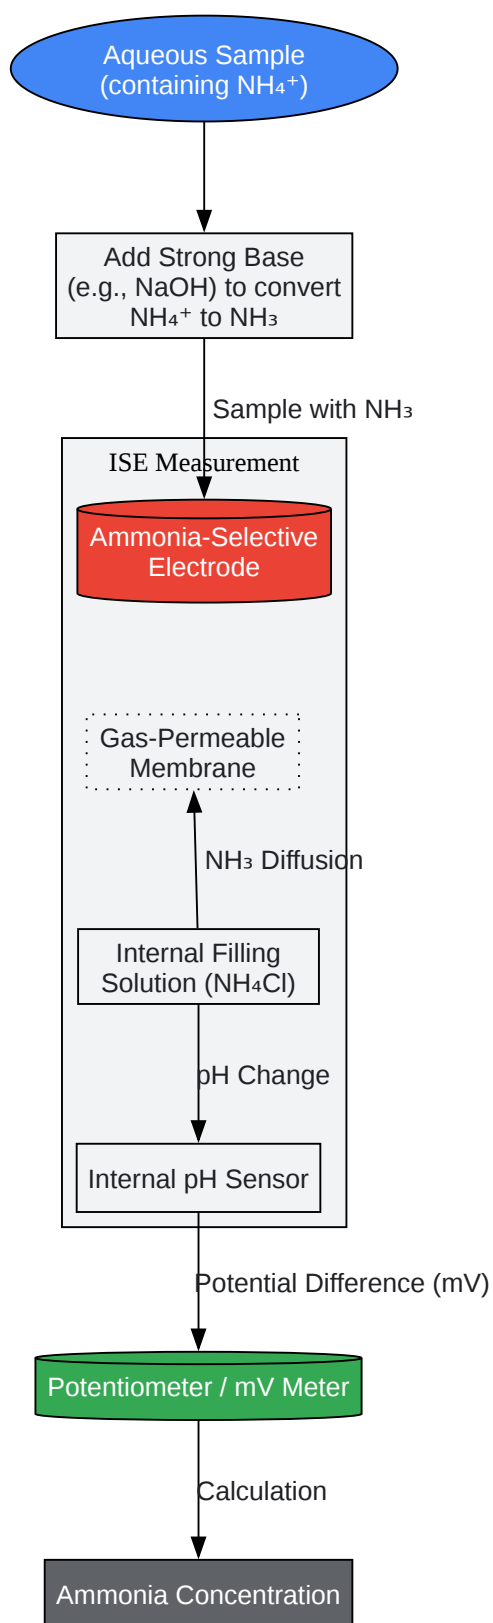 Aqueous Sample
(containing NH₄⁺)
Add Strong Base
(e.g., NaOH) to convert
NH₄⁺ to NH₃
Sample with NH₃
ISE Measurement
Ammonia-Selective
Electrode
Gas-Permeable
Membrane
NH₃ Diffusion
Internal Filling
Solution (NH₄Cl)
pH Change
Internal pH Sensor
Potential Difference (mV)
Potentiometer / mV Meter
Calculation
Ammonia Concentration